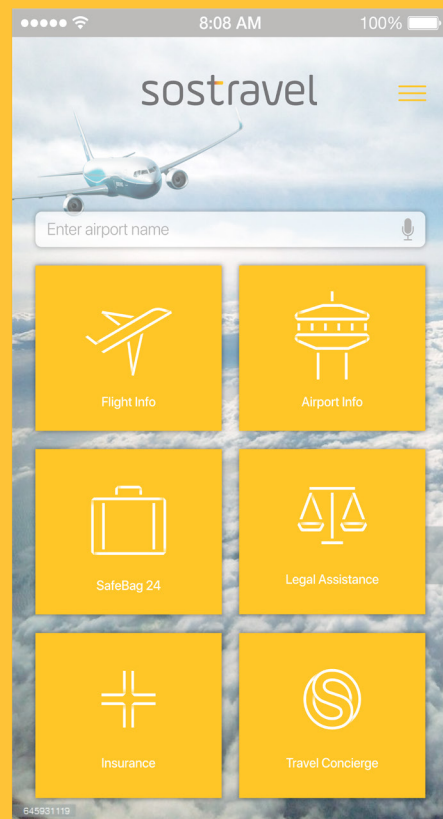 8:08 AM 100%
sostravel
Enter airport name
Flight Info
Airport Info
SafeBag 24
Legal Assistance
Insurance
Travel Concierge
645931119